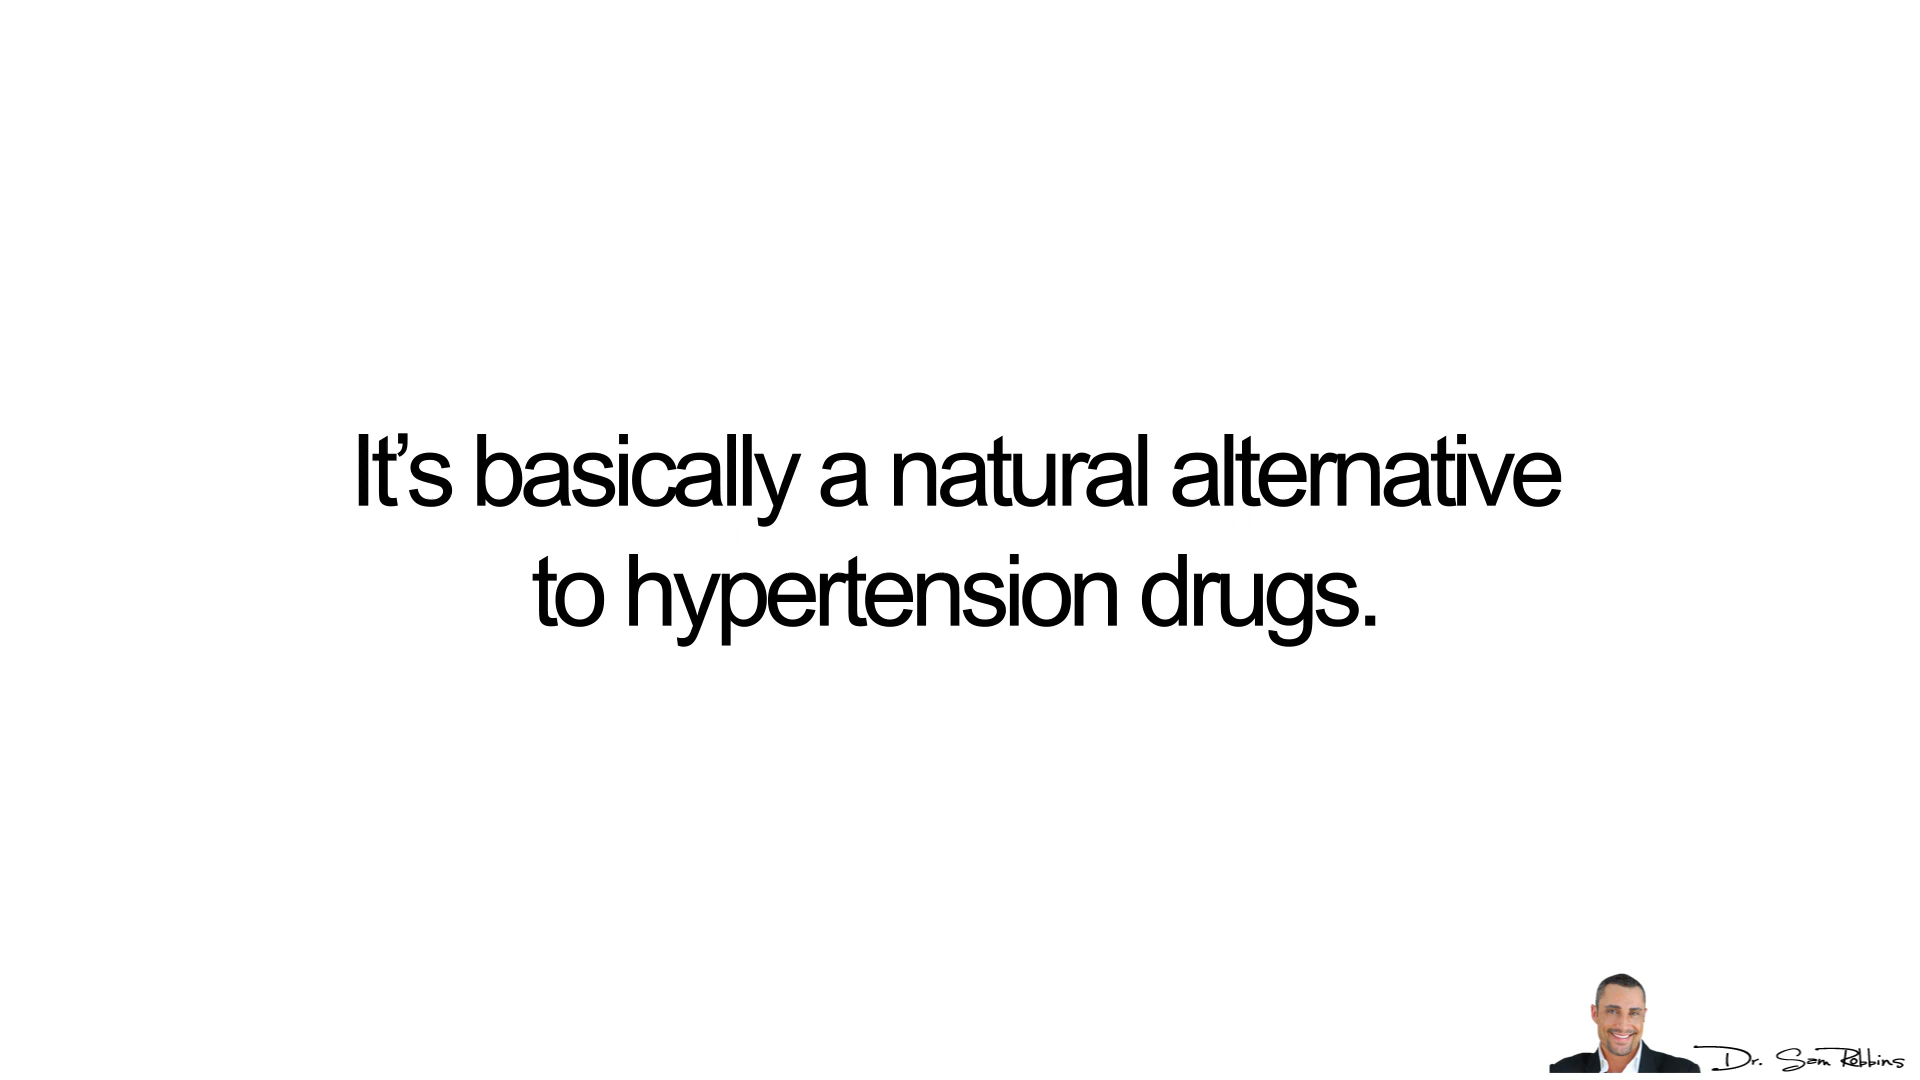 It’s basically a natural alternative
to hypertension drugs.
Dr. Sam Robbins